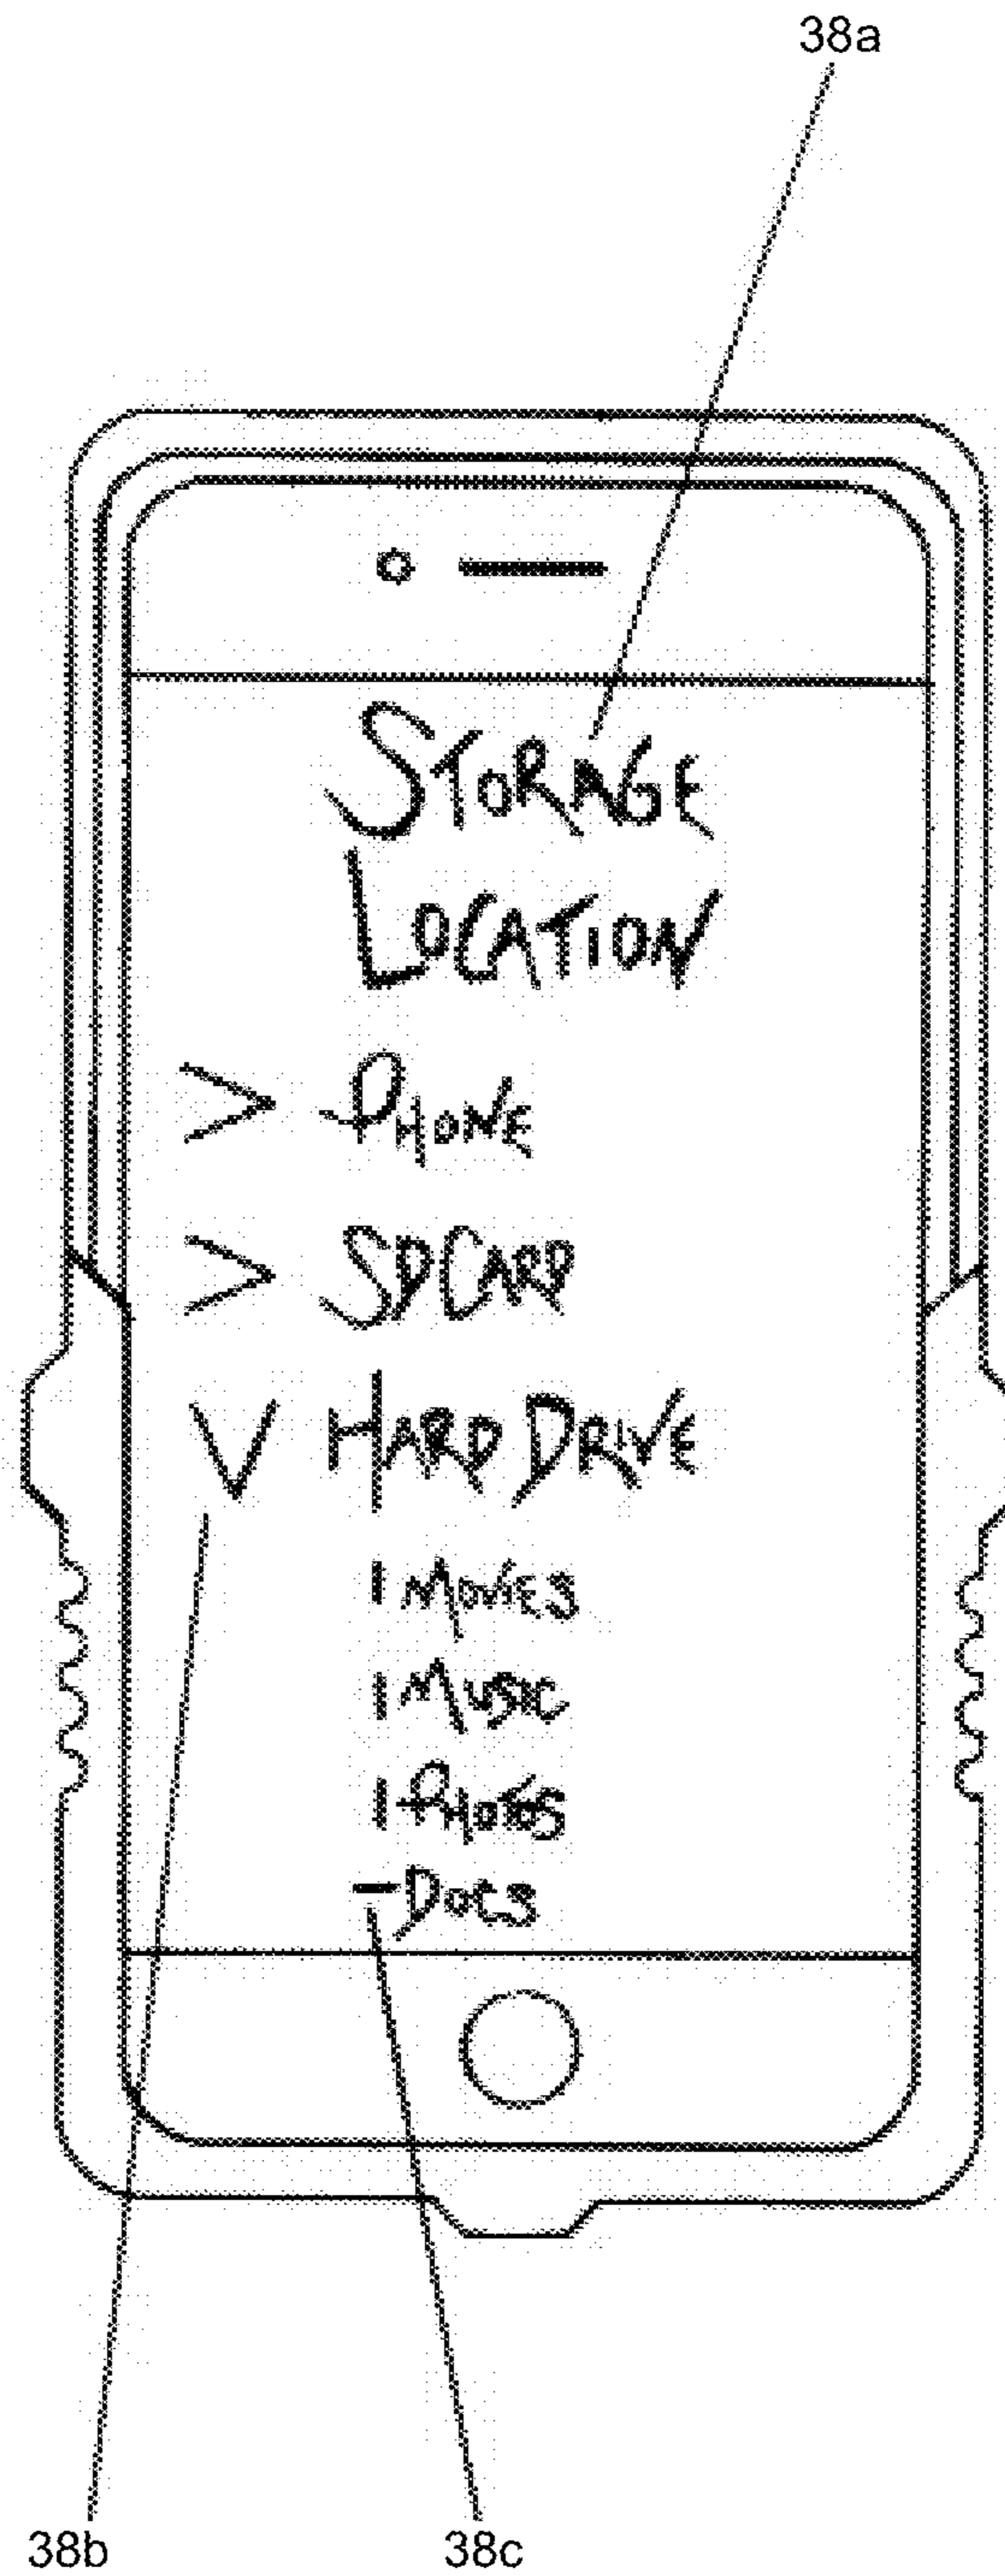 38a
STORAGE
LOCATION
> PHONE
> SD CARD
V HARD DRIVE
I MOVIES
I MUSIC
I PHOTOS
- DOCS
38b 38c